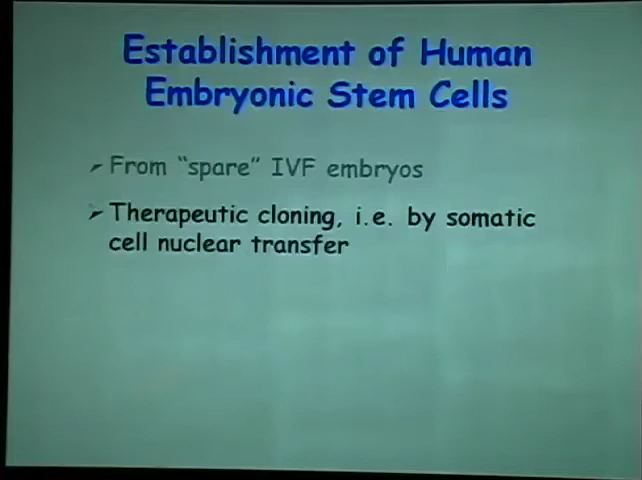 Establishment of Human
Embryonic Stem Cells
➢ From “spare” IVF embryos
➢ Therapeutic cloning, i.e. by somatic
cell nuclear transfer